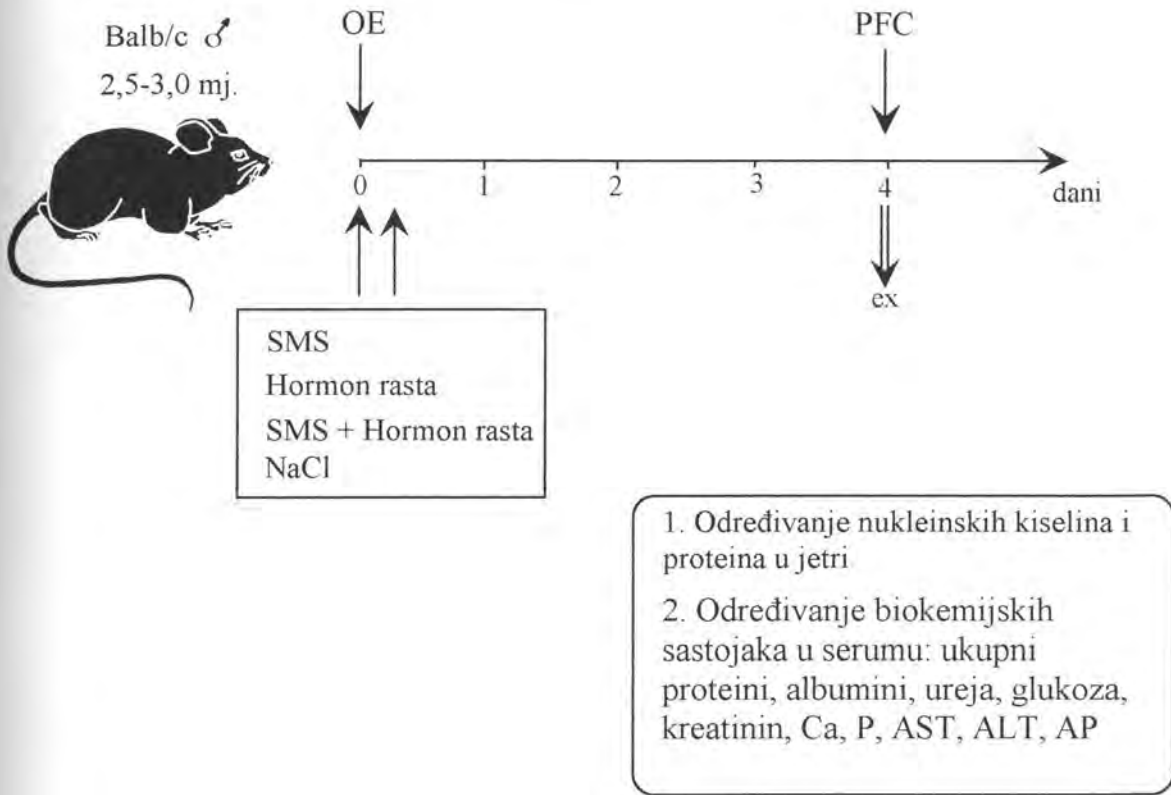 Balb/c ♂
2,5-3,0 mj.
OE
PFC
0
1
2
3
4
dani
ex
SMS
Hormon rasta
SMS + Hormon rasta
NaCl
1. Određivanje nukleinskih kiselina i
proteina u jetri
2. Određivanje biokemijskih
sastojaka u serumu: ukupni
proteini, albumini, ureja, glukoza,
kreatinin, Ca, P, AST, ALT, AP